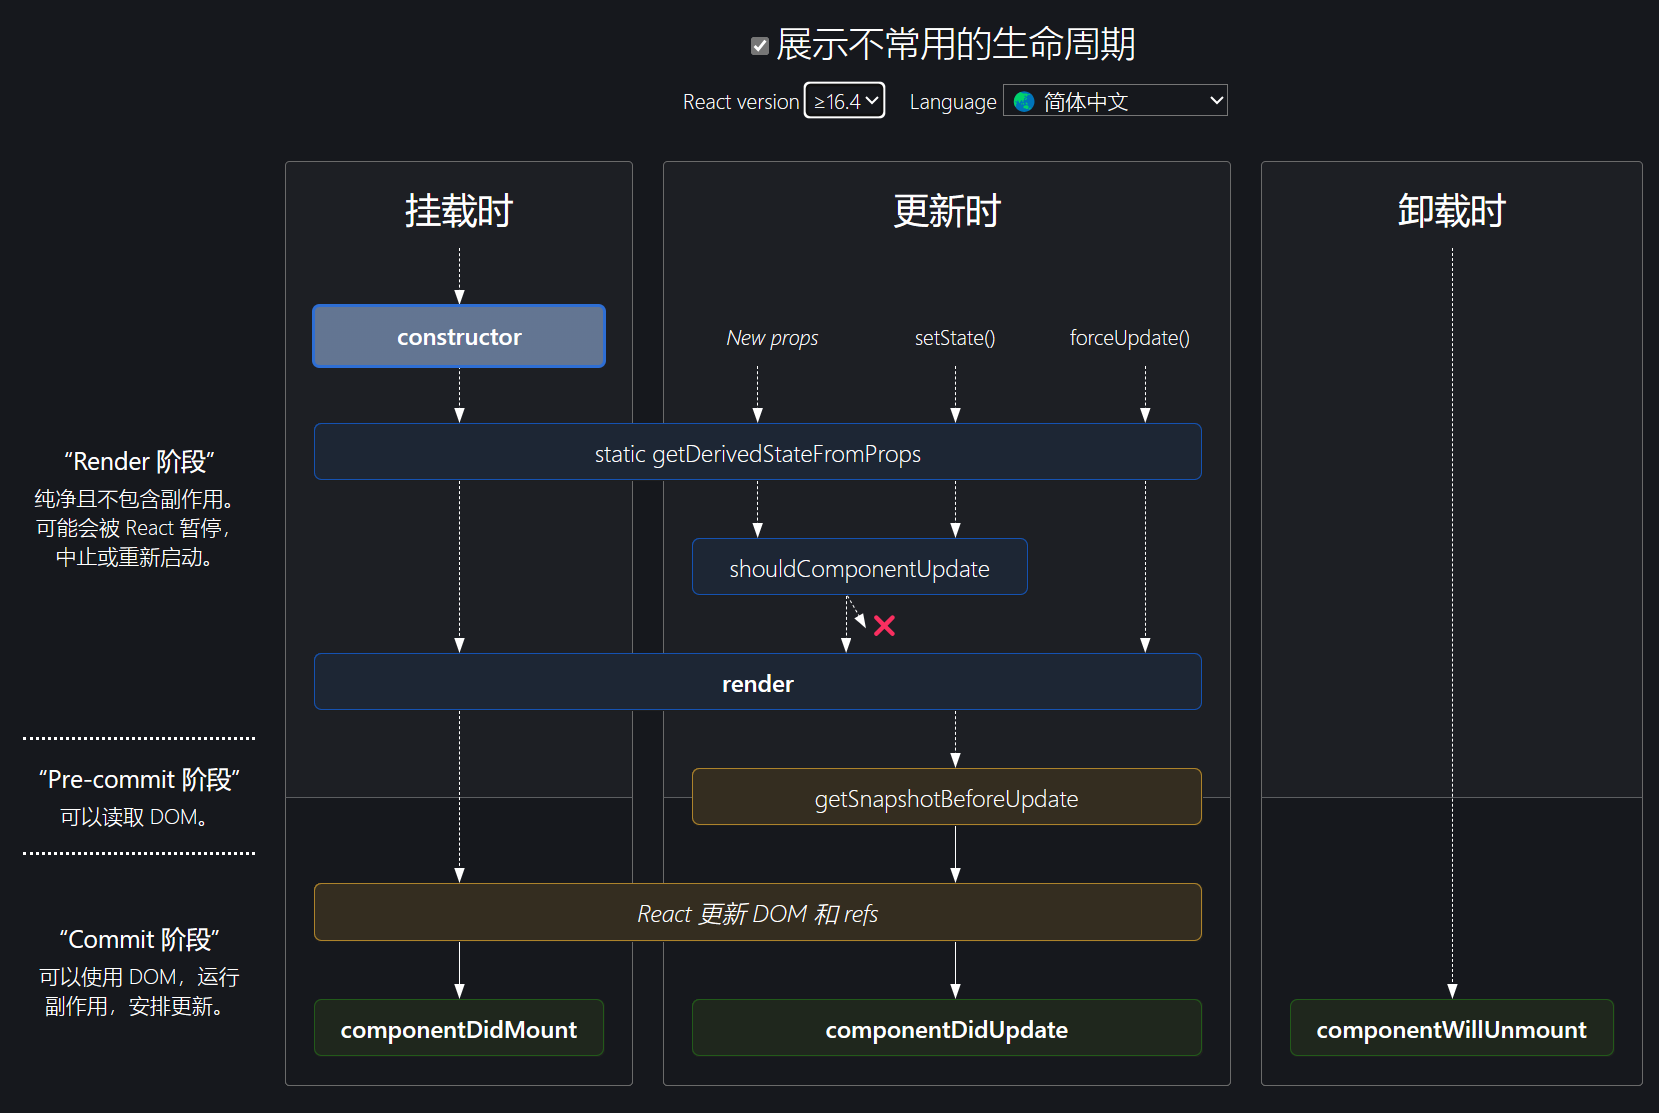 展示不常用的生命周期
React version ≥16.4 Language 简体中文
挂载时
更新时
卸载时
constructor
New props
setState()
forceUpdate()
static getDerivedStateFromProps
“Render 阶段”
纯净且不包含副作用。
可能会被 React 暂停，
中止或重新启动。
shouldComponentUpdate
render
“Pre-commit 阶段”
可以读取 DOM。
getSnapshotBeforeUpdate
React 更新 DOM 和 refs
“Commit 阶段”
可以使用 DOM，运行
副作用，安排更新。
componentDidMount
componentDidUpdate
componentWillUnmount